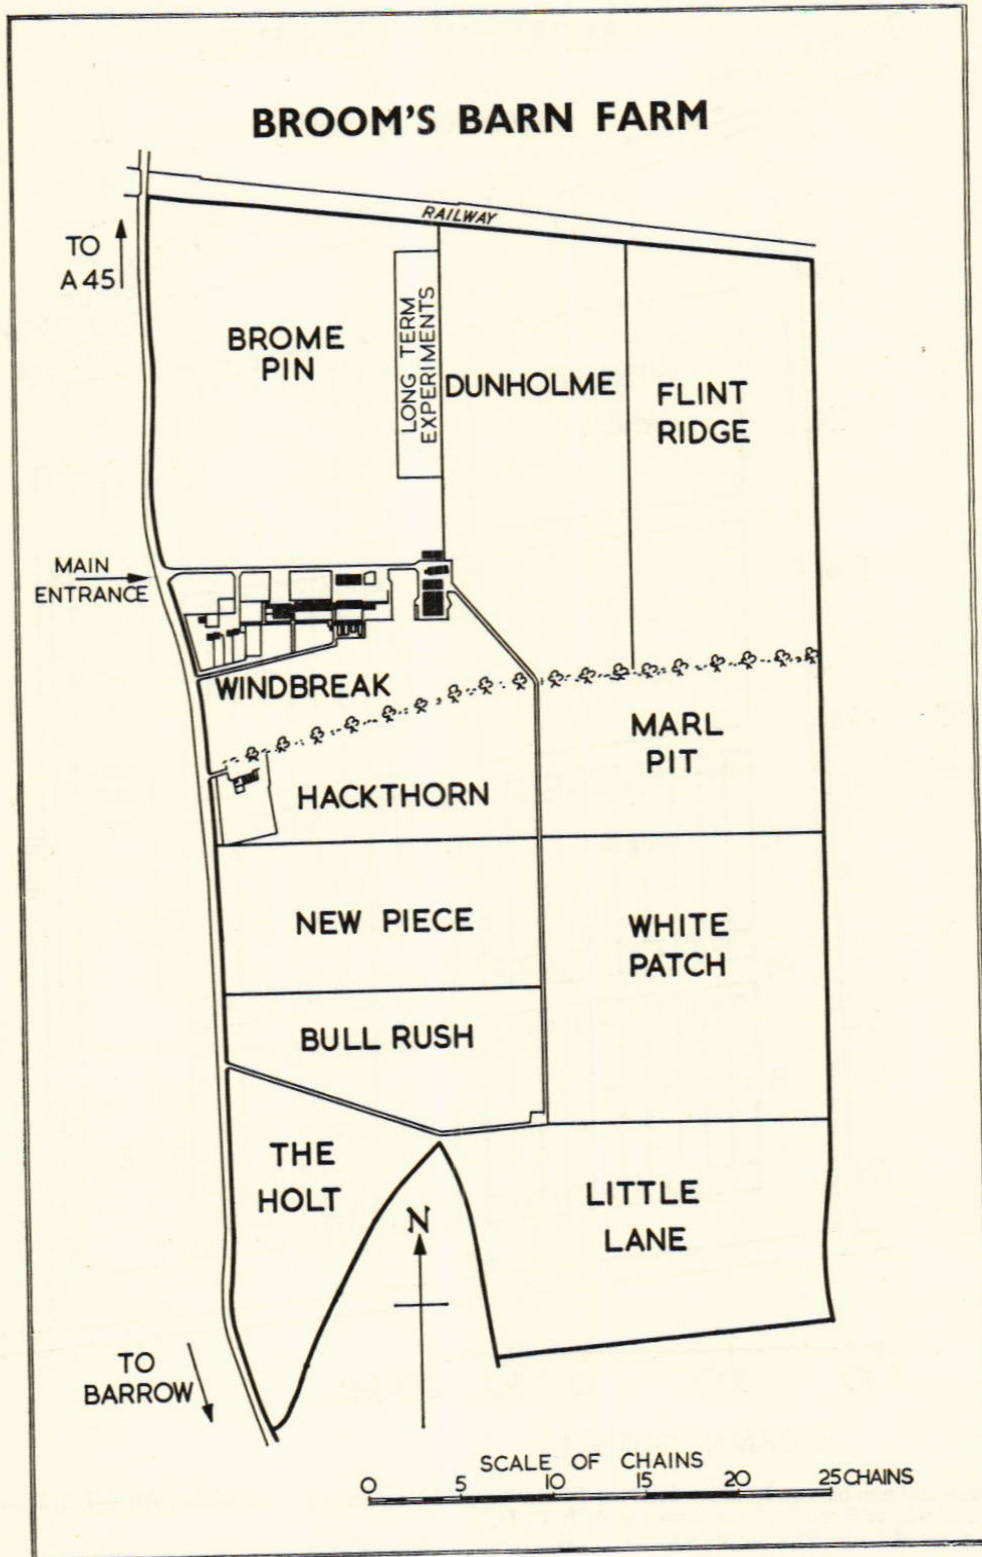 BROOM'S BARN FARM
RAILWAY
TO
A 45
LONG TERM
EXPERIMENTS
BROME
PIN
DUNHOLME
FLINT
RIDGE
MAIN
ENTRANCE
WINDBREAK
MARL
PIT
HACKTHORN
NEW PIECE
WHITE
PATCH
BULL RUSH
THE
HOLT
LITTLE
LANE
N
TO
BARROW
SCALE OF CHAINS
0 5 10 15 20 25 CHAINS